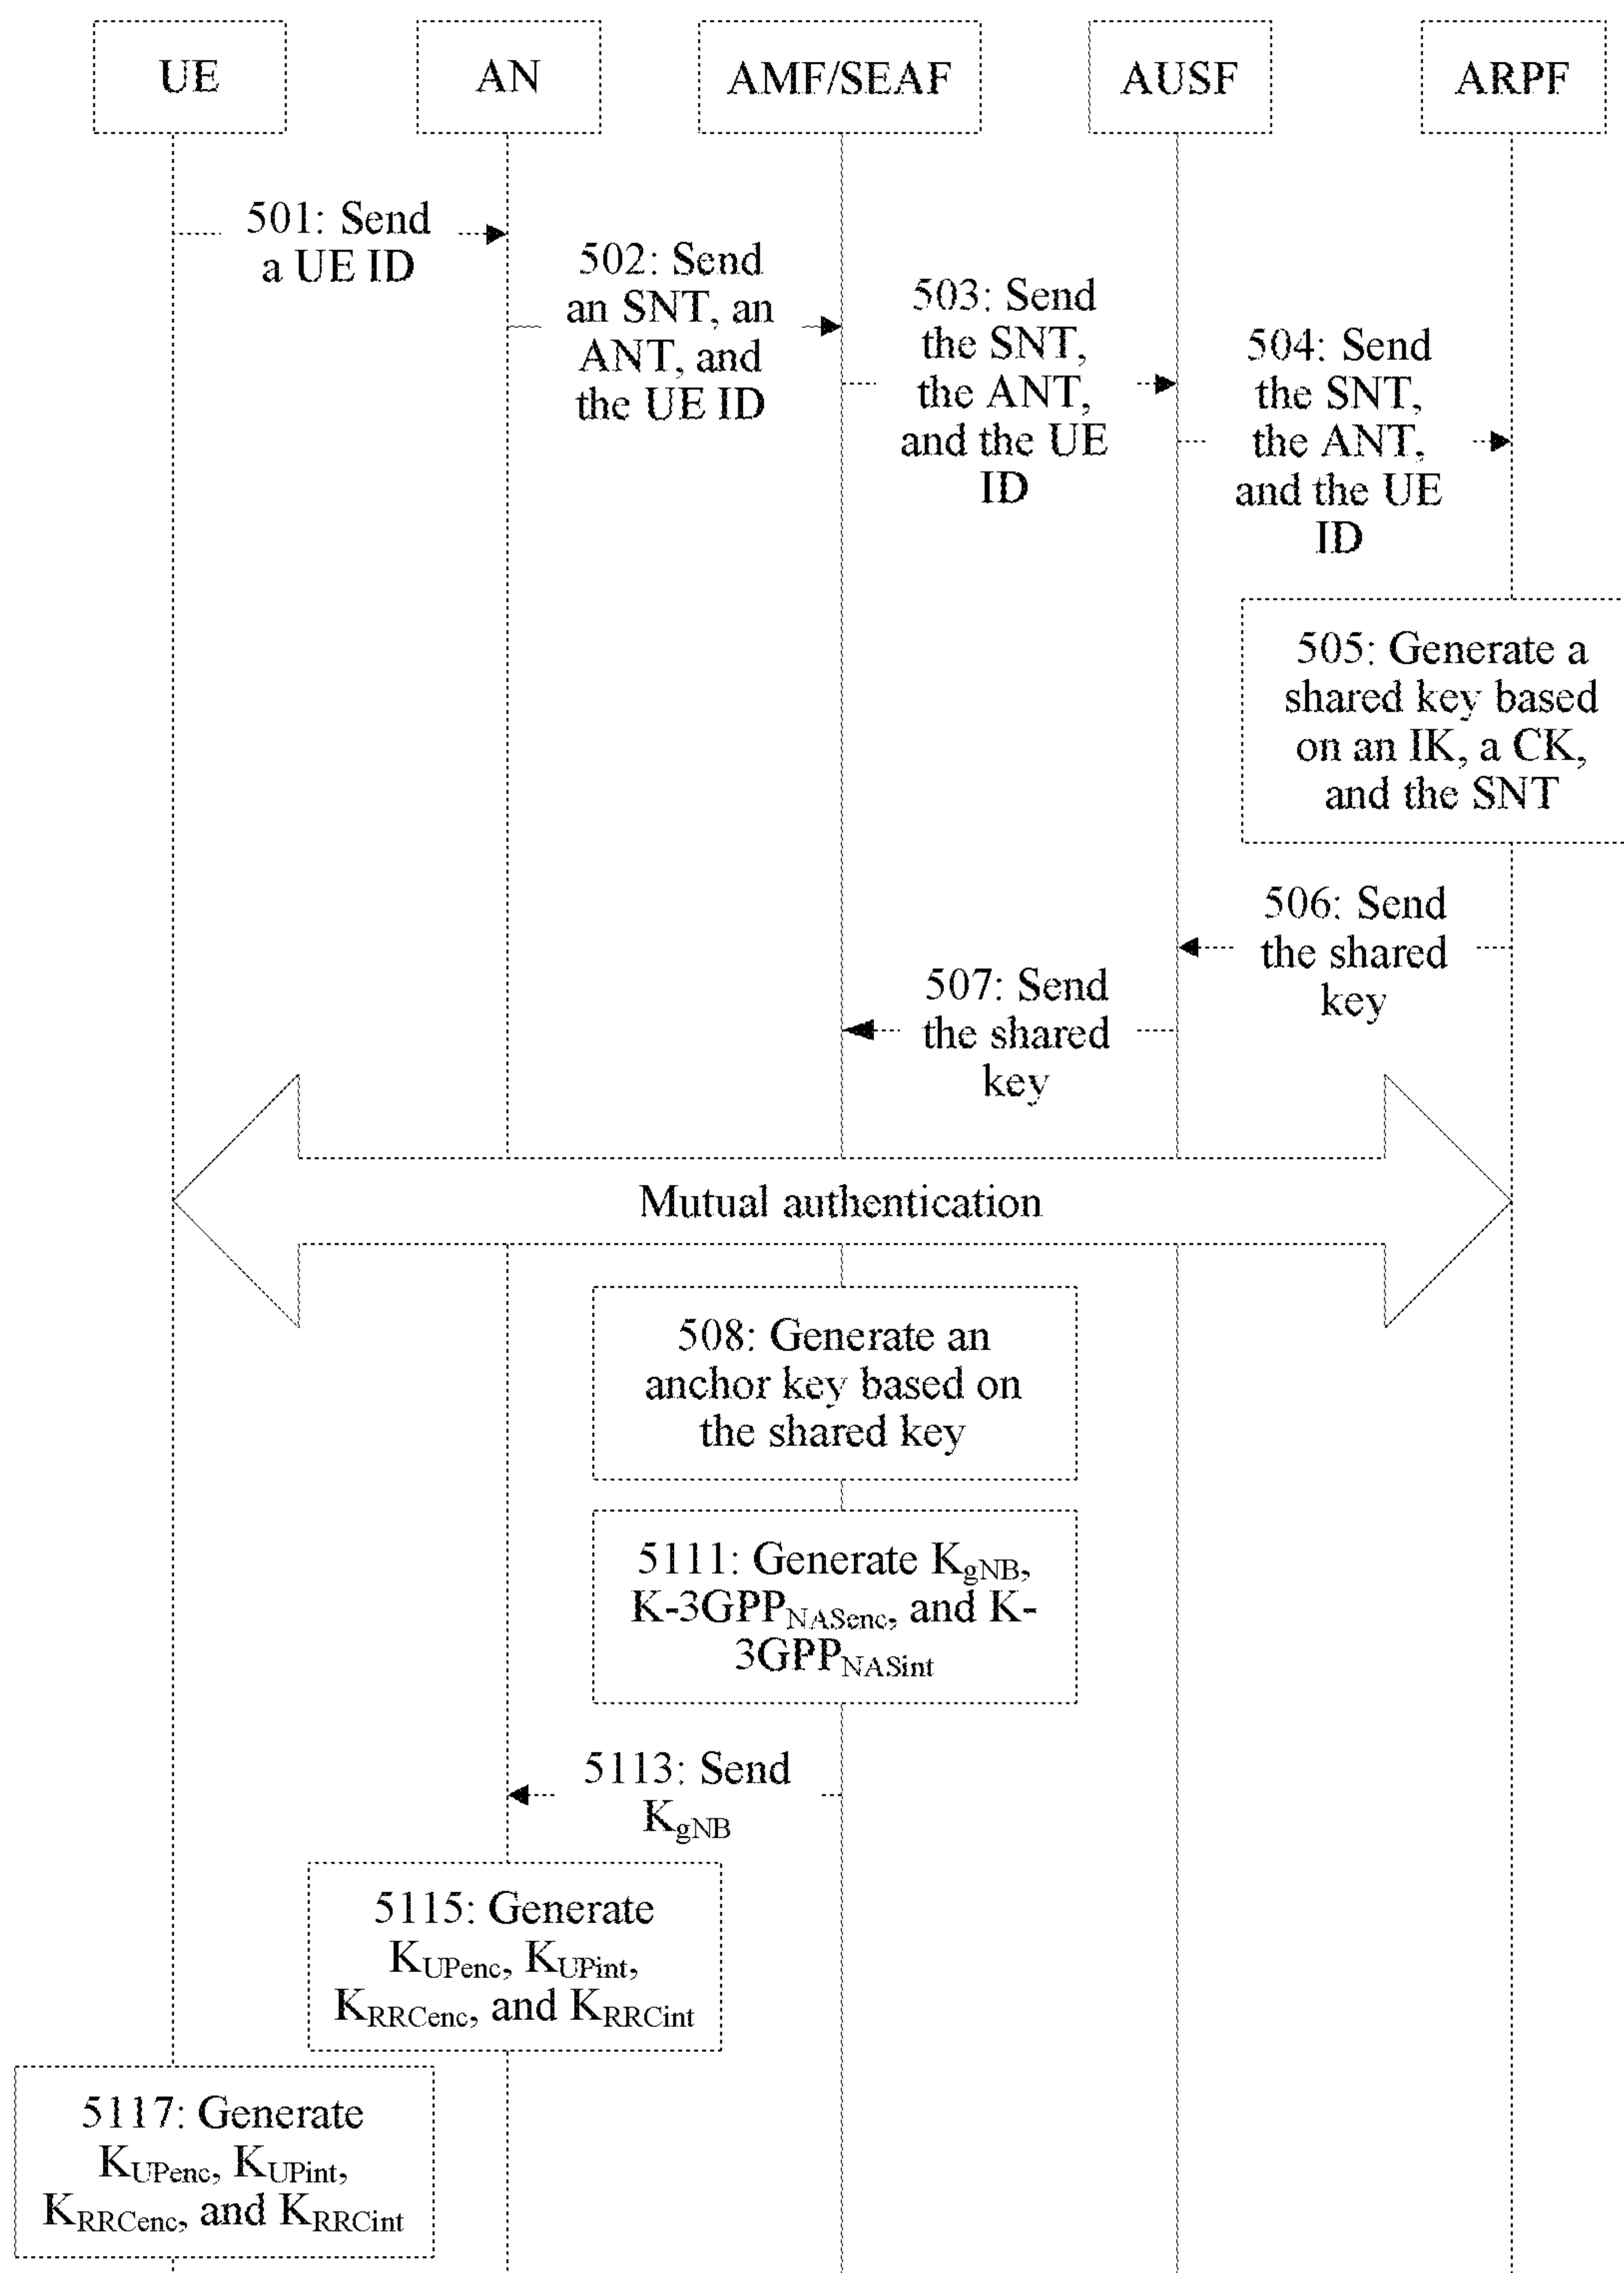 UE
AN
AMF/SEAF
AUSF
ARPF
501: Send
a UE ID
502: Send
an SNT, an
ANT, and
the UE ID
503: Send
the SNT,
the ANT,
and the UE
ID
504: Send
the SNT,
the ANT,
and the UE
ID
505: Generate a
shared key based
on an IK, a CK,
and the SNT
506: Send
the shared
key
507: Send
the shared
key
Mutual authentication
508: Generate an
anchor key based on
the shared key
5111: Generate KgNB,
K-3GPPNASenc, and K-
3GPPNASint
5113: Send
KgNB
5115: Generate
KUPenc, KUPint,
KRRCenc, and KRRCint
5117: Generate
KUPenc, KUPint,
KRRCenc, and KRRCint